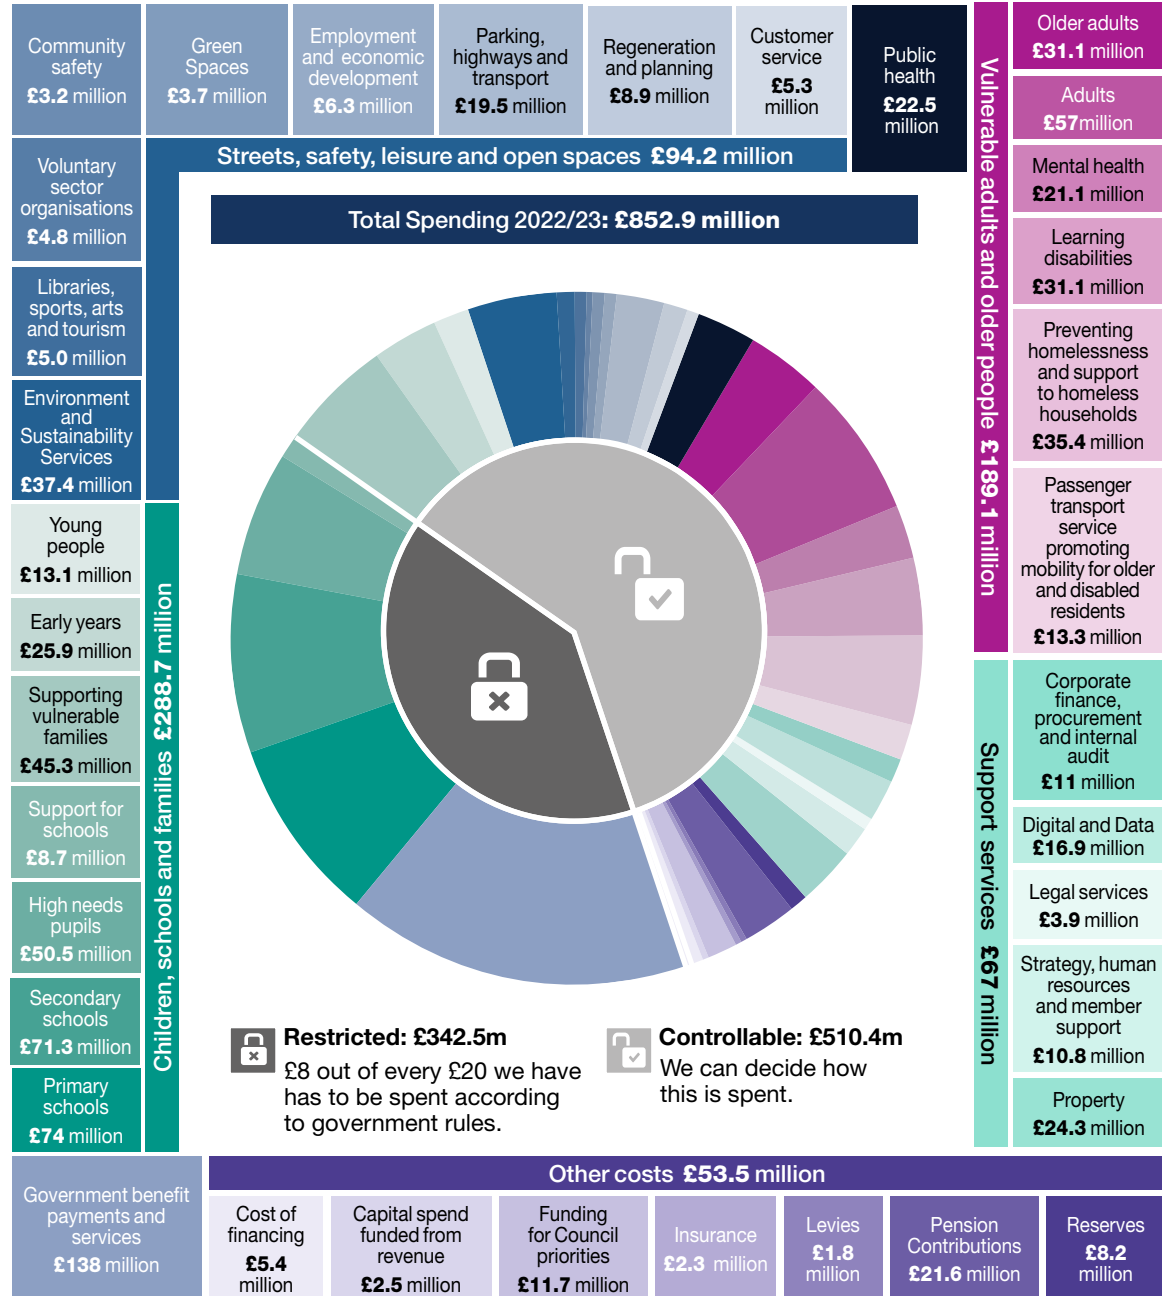 Community
safety
£3.2 million
Green
Spaces
£3.7 million
Employment
and economic
development
£6.3 million
Parking,
highways and
transport
£19.5 million
Regeneration
and planning
£8.9 million
Customer
service
£5.3
million
Public
health
£22.5
million
Streets, safety, leisure and open spaces £94.2 million
Voluntary
sector
organisations
£4.8 million
Libraries,
sports, arts
and tourism
£5.0 million
Environment
and
Sustainability
Services
£37.4 million
Total Spending 2022/23: £852.9 million
Vulnerable adults and older people £189.1 million
Older adults
£31.1 million
Adults
£57million
Mental health
£21.1 million
Learning
disabilities
£31.1 million
Preventing
homelessness
and support
to homeless
households
£35.4 million
Passenger
transport
service
promoting
mobility for older
and disabled
residents
£13.3 million
Children, schools and families £288.7 million
Young
people
£13.1 million
Early years
£25.9 million
Supporting
vulnerable
families
£45.3 million
Support for
schools
£8.7 million
High needs
pupils
£50.5 million
Secondary
schools
£71.3 million
Primary
schools
£74 million
Support services £67 million
Corporate
finance,
procurement
and internal
audit
£11 million
Digital and Data
£16.9 million
Legal services
£3.9 million
Strategy, human
resources
and member
support
£10.8 million
Property
£24.3 million
Restricted: £342.5m
£8 out of every £20 we have
has to be spent according
to government rules.
Controllable: £510.4m
We can decide how
this is spent.
Government benefit
payments and
services
£138 million
Other costs £53.5 million
Cost of
financing
£5.4
million
Capital spend
funded from
revenue
£2.5 million
Funding
for Council
priorities
£11.7 million
Insurance
£2.3 million
Levies
£1.8
million
Pension
Contributions
£21.6 million
Reserves
£8.2
million